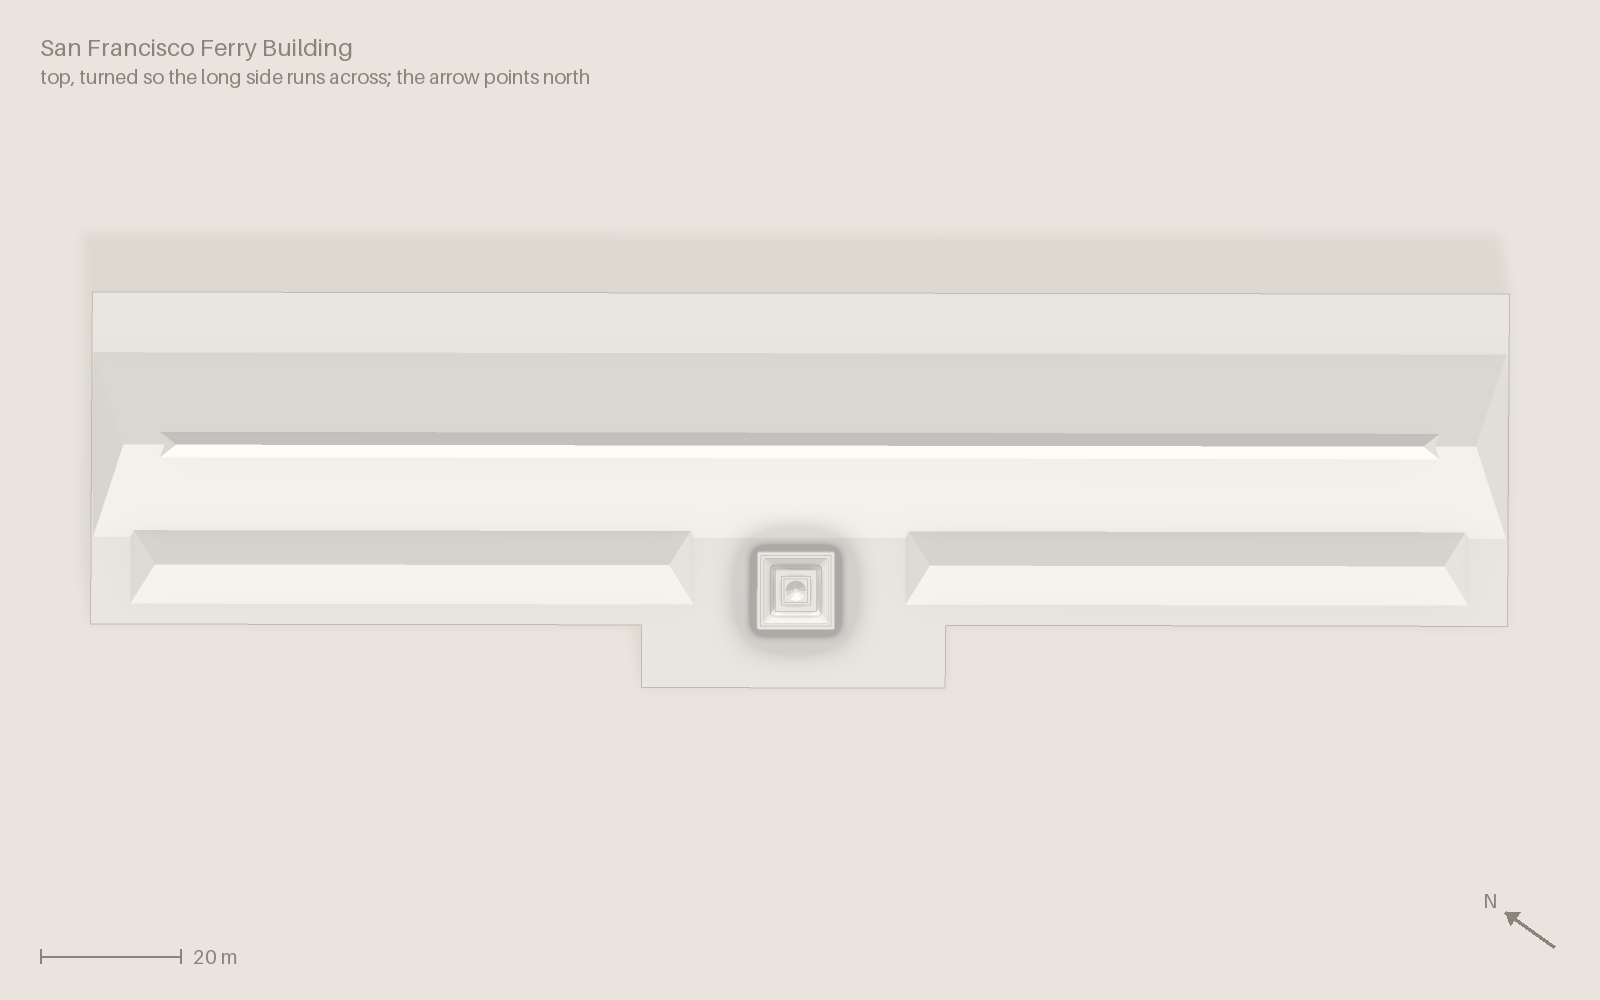 San Francisco Ferry Building
top, turned so the long side runs across; the arrow points north
N
20 m